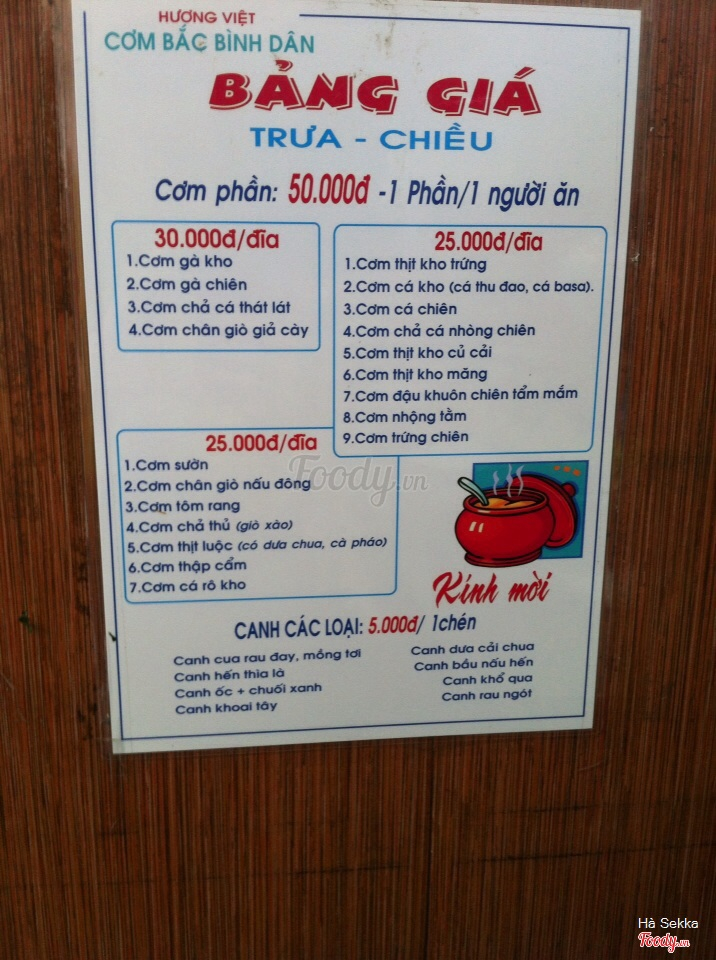 HƯƠNG VIỆT
CƠM BẮC BÌNH DÂN
BẢNG GIÁ
TRƯA - CHIỀU
Cơm phần: 50.000đ -1 Phần/1 người ăn
30.000đ/đĩa
1.Cơm gà kho
2.Cơm gà chiên
3.Cơm chả cá thát lát
4.Cơm chân giò giả cày
25.000đ/đĩa
1.Cơm thịt kho trứng
2.Cơm cá kho (cá thu đao, cá basa).
3.Cơm cá chiên
4.Cơm chả cá nhòng chiên
5.Cơm thịt kho củ cải
6.Cơm thịt kho măng
7.Cơm đậu khuôn chiên tẩm mắm
8.Cơm nhộng tằm
9.Cơm trứng chiên
25.000đ/đĩa
1.Cơm sườn
2.Cơm chân giò nấu đông
3.Cơm tôm rang
4.Cơm chả thủ (giò xào)
5.Cơm thịt luộc (có dưa chua, cà pháo)
6.Cơm thập cẩm
7.Cơm cá rô kho
Foody.vn
Kính mời
CANH CÁC LOẠI: 5.000đ/ 1chén
Canh cua rau đay, mồng tơi
Canh hến thìa là
Canh ốc + chuối xanh
Canh khoai tây
Canh dưa cải chua
Canh bầu nấu hến
Canh khổ qua
Canh rau ngót
Hà Sekka
Foody.vn